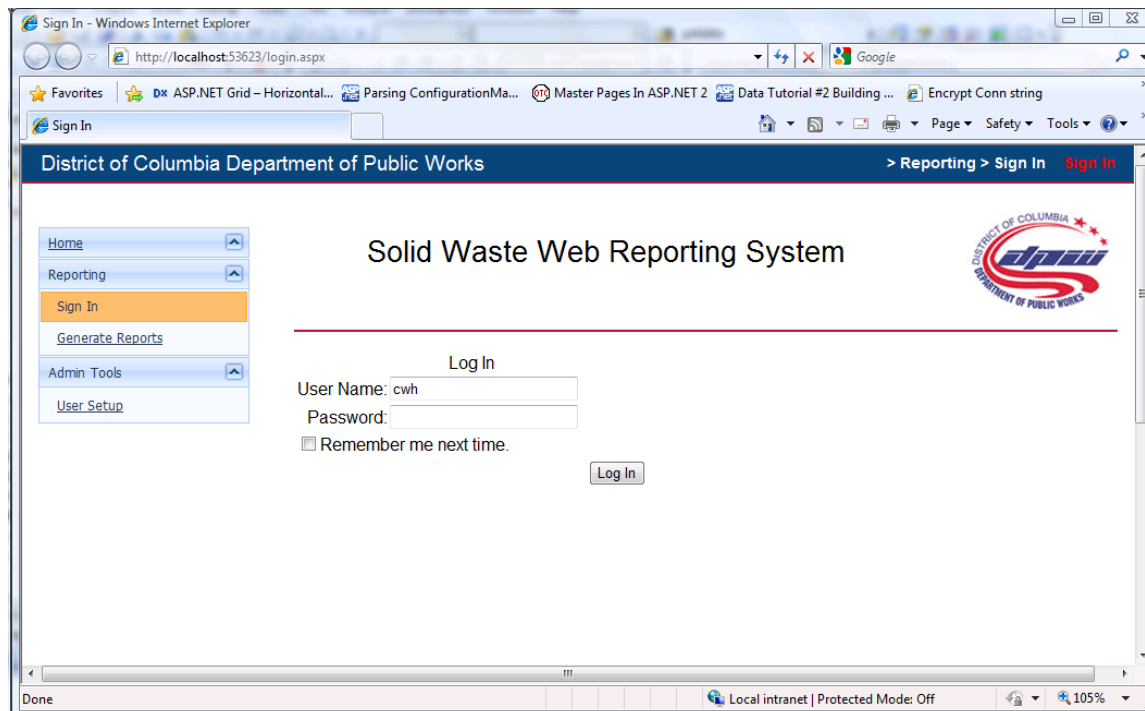 Sign In - Windows Internet Explorer
http://localhost:53623/login.aspx
Google
Favorites
ASP.NET Grid – Horizontal... Parsing ConfigurationMa... Master Pages In ASP.NET 2 Data Tutorial #2 Building ... Encrypt Conn string
Sign In
Page Safety Tools
District of Columbia Department of Public Works
> Reporting > Sign In Sign In
Home
Reporting
Sign In
Generate Reports
Admin Tools
User Setup
Solid Waste Web Reporting System
DISTRICT OF COLUMBIA
dpw
DEPARTMENT OF PUBLIC WORKS
Log In
User Name: cwh
Password:
Remember me next time.
Log In
Done
Local intranet | Protected Mode: Off
105%